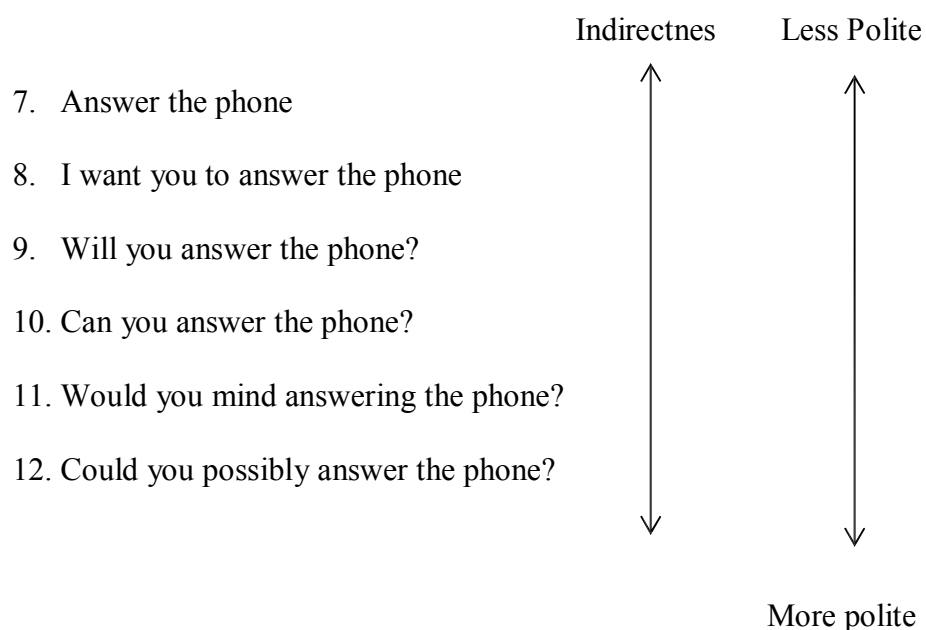 Indirectnes Less Polite
7. Answer the phone
8. I want you to answer the phone
9. Will you answer the phone?
10. Can you answer the phone?
11. Would you mind answering the phone?
12. Could you possibly answer the phone?
More polite